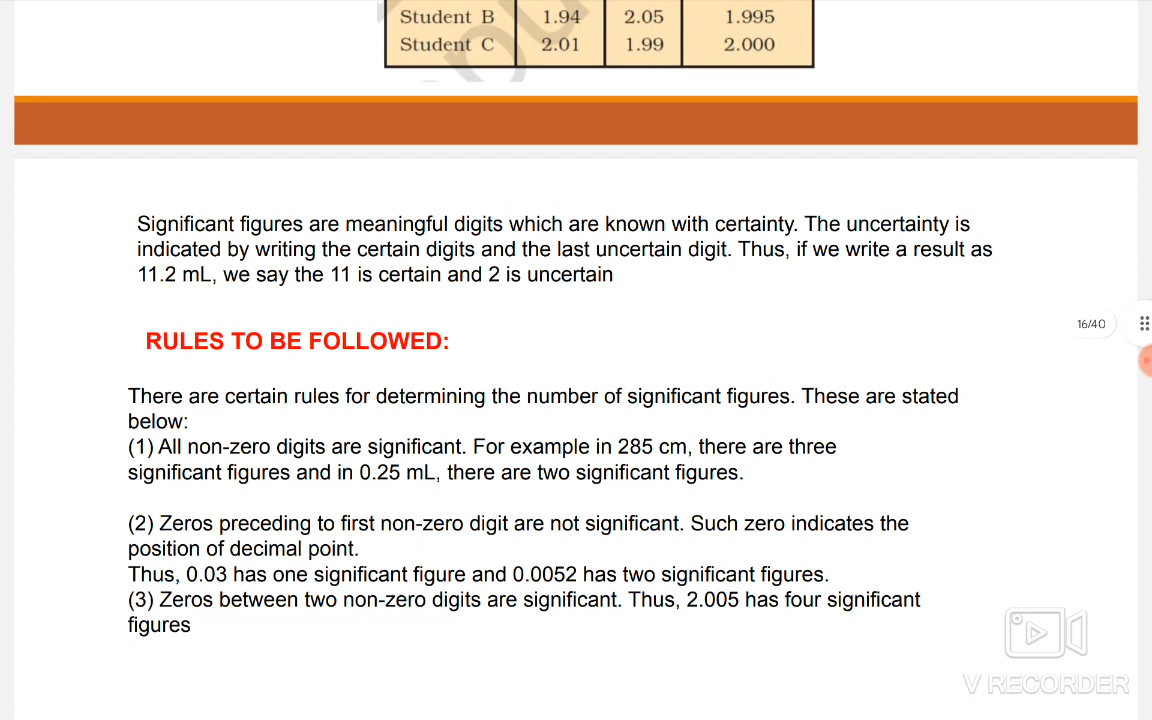 Student B 1.94 2.05 1.995
Student C 2.01 1.99 2.000
Significant figures are meaningful digits which are known with certainty. The uncertainty is
indicated by writing the certain digits and the last uncertain digit. Thus, if we write a result as
11.2 mL, we say the 11 is certain and 2 is uncertain
16/40
RULES TO BE FOLLOWED:
There are certain rules for determining the number of significant figures. These are stated
below:
(1) All non-zero digits are significant. For example in 285 cm, there are three
significant figures and in 0.25 mL, there are two significant figures.
(2) Zeros preceding to first non-zero digit are not significant. Such zero indicates the
position of decimal point.
Thus, 0.03 has one significant figure and 0.0052 has two significant figures.
(3) Zeros between two non-zero digits are significant. Thus, 2.005 has four significant
figures
V RECORDER